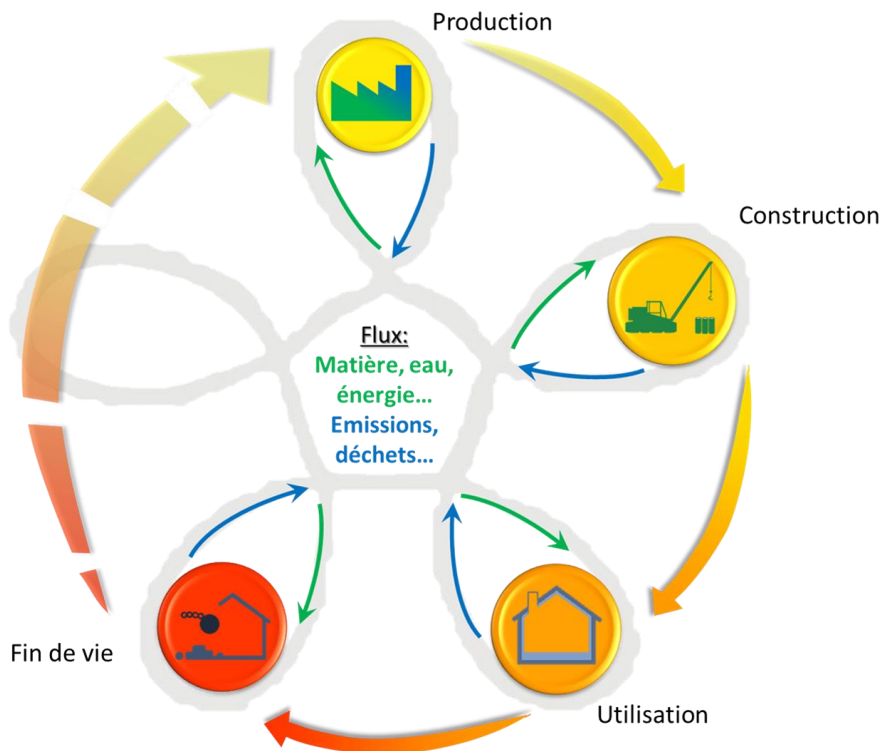 Production
Construction
Flux:
Matière, eau,
énergie...
Emissions,
déchets...
Fin de vie
Utilisation